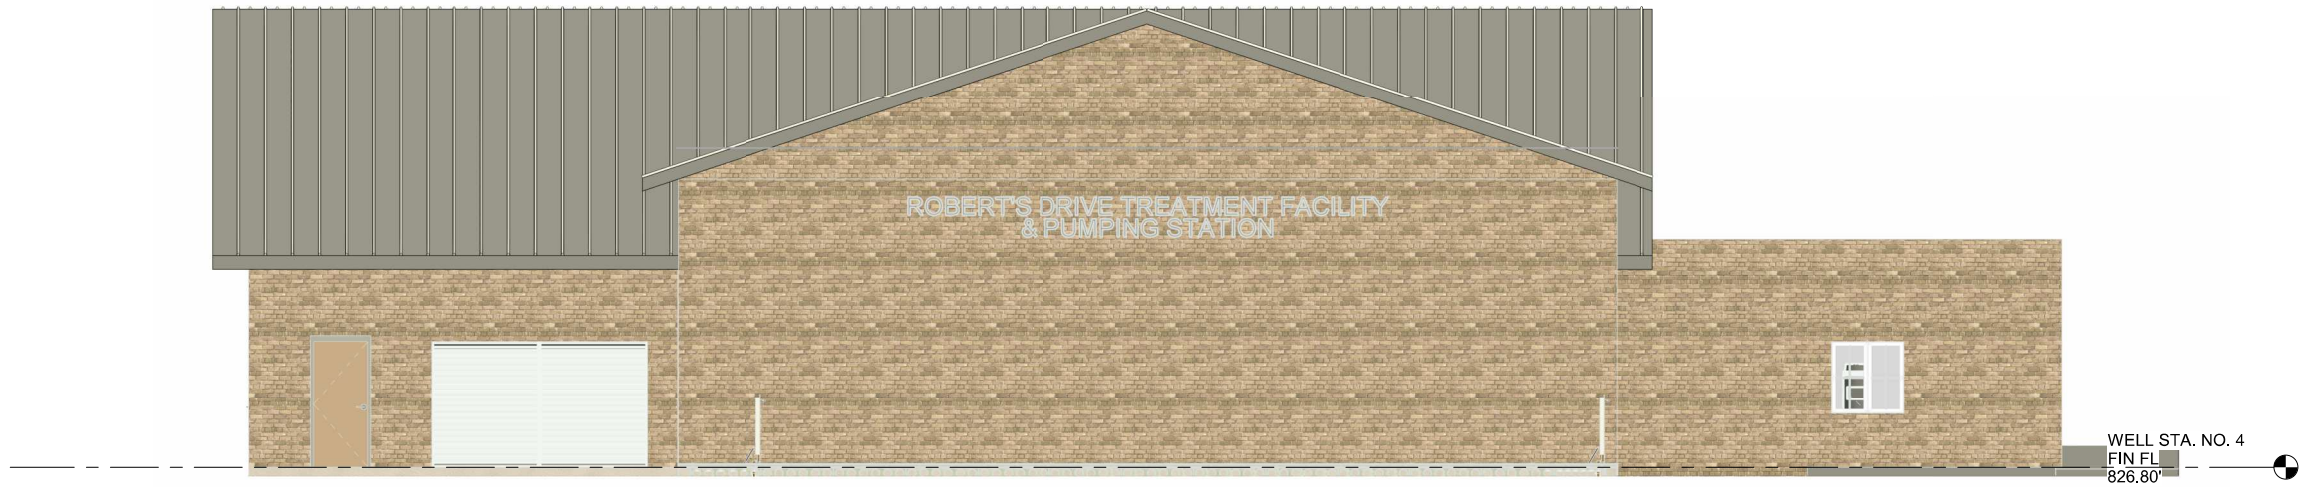 ROBERT'S DRIVE TREATMENT FACILITY
& PUMPING STATION
WELL STA. NO. 4
FIN FL
826.80'